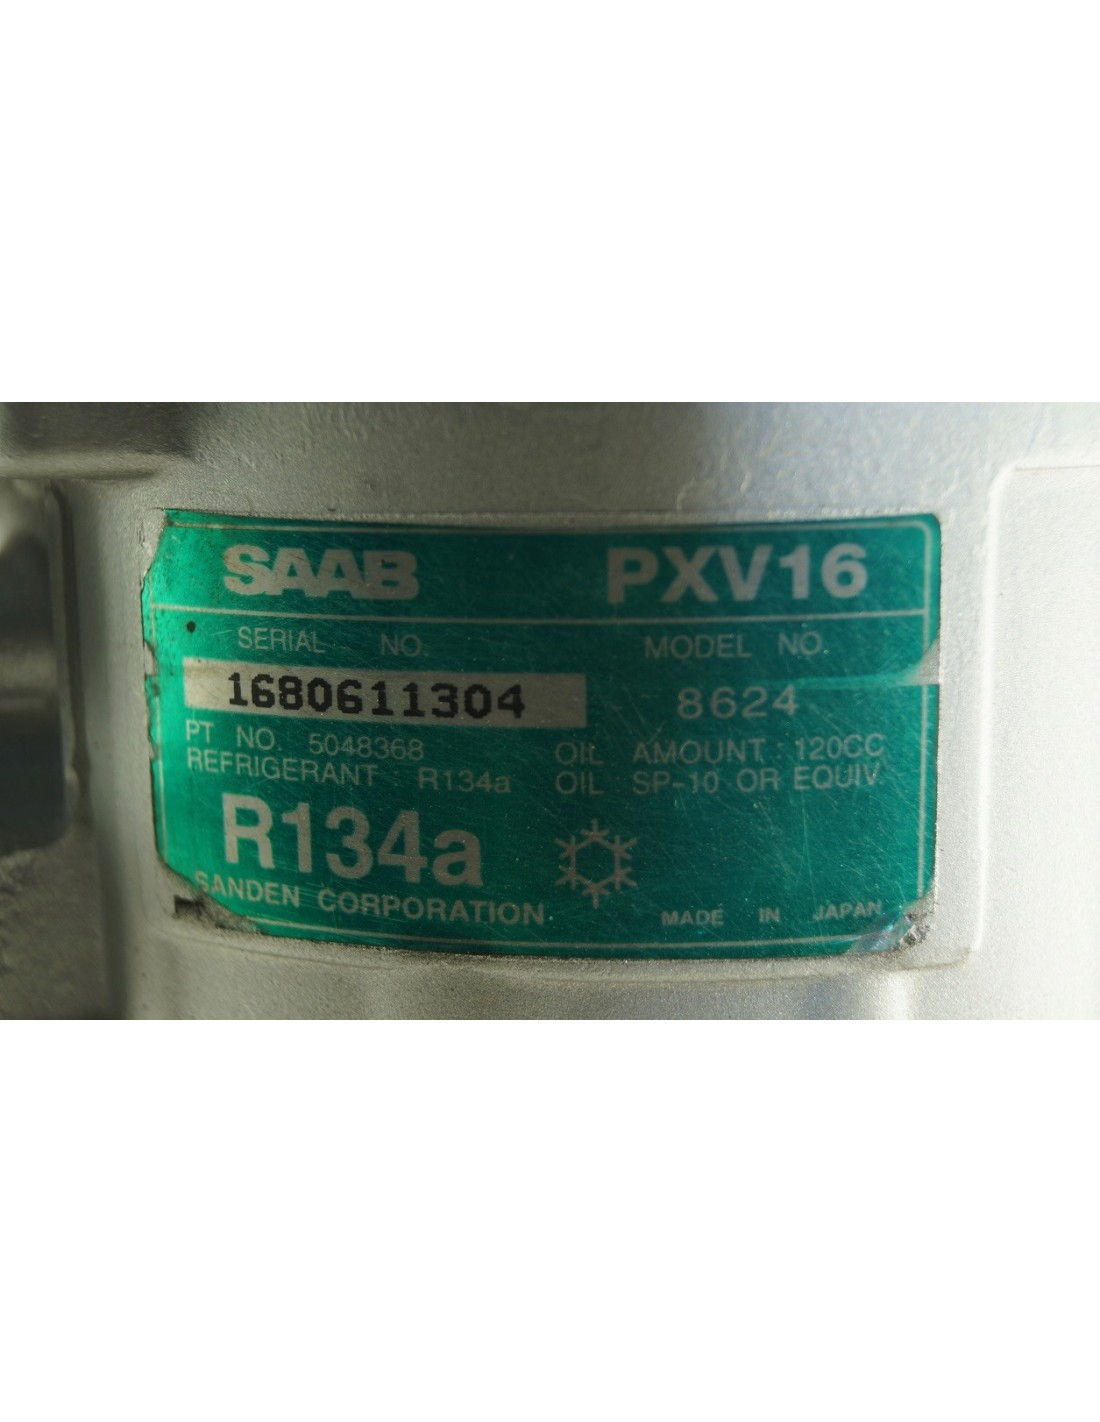 SAAB PXV16
SERIAL NO. MODEL NO.
1680611304 8624
PT NO. 5048368 OIL AMOUNT : 120CC
REFRIGERANT : R134a OIL : SP-10 OR EQUIV.
R134a
SANDEN CORPORATION MADE IN JAPAN